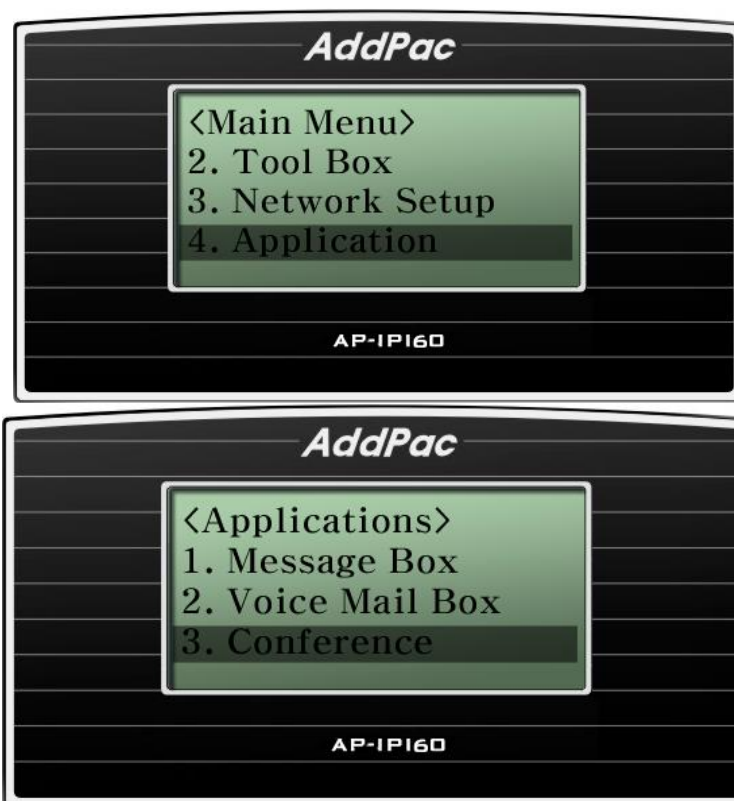 AddPac
<Main Menu>
2. Tool Box
3. Network Setup
4. Application
AP-IP160
AddPac
<Applications>
1. Message Box
2. Voice Mail Box
3. Conference
AP-IP160